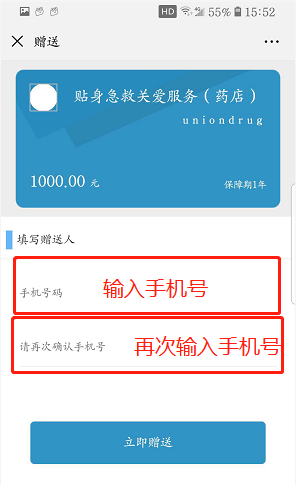 HD 55% 15:52
× 赠送 ···
贴身急救关爱服务（药店）
uniondrug
1000.00 元
保障期1年
填写赠送人
手机号码 输入手机号
请再次确认手机号 再次输入手机号
立即赠送